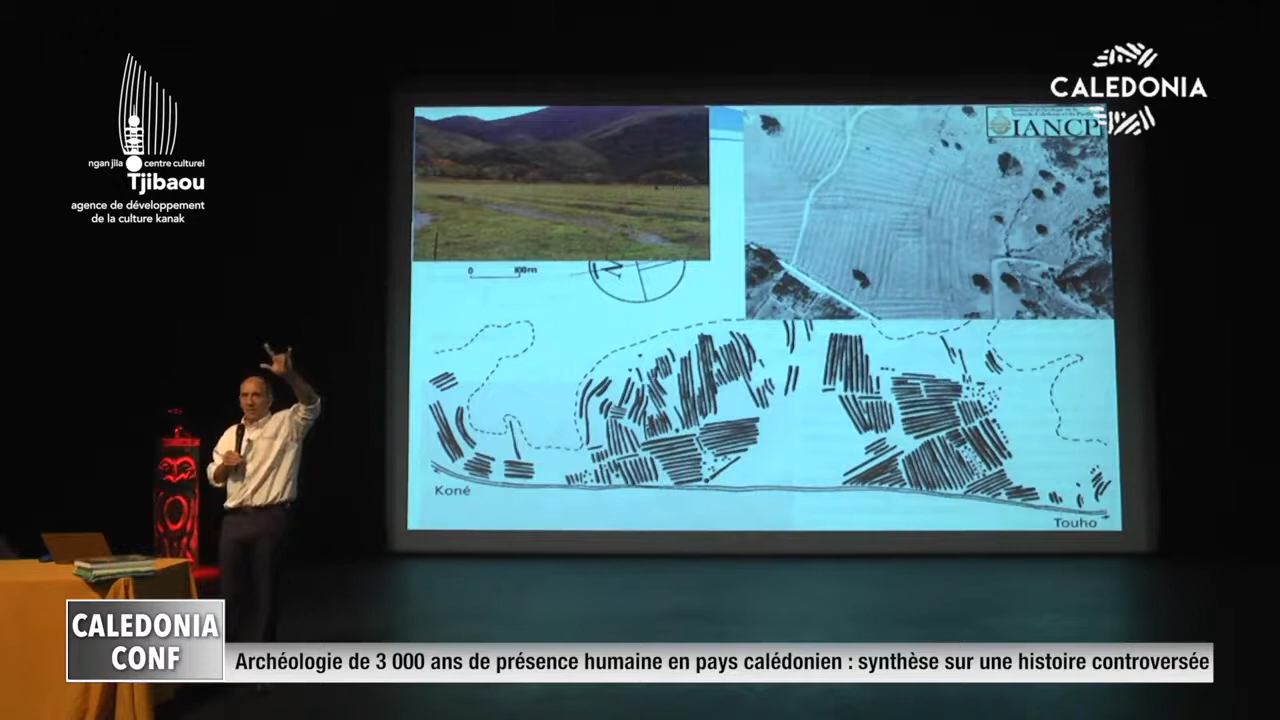 ngan jila centre culturel
Tjibaou
agence de développement
de la culture kanak
CALEDONIA
IANCP
0 100m
Koné
Touho
CALEDONIA
CONF
Archéologie de 3 000 ans de présence humaine en pays calédonien : synthèse sur une histoire controversée